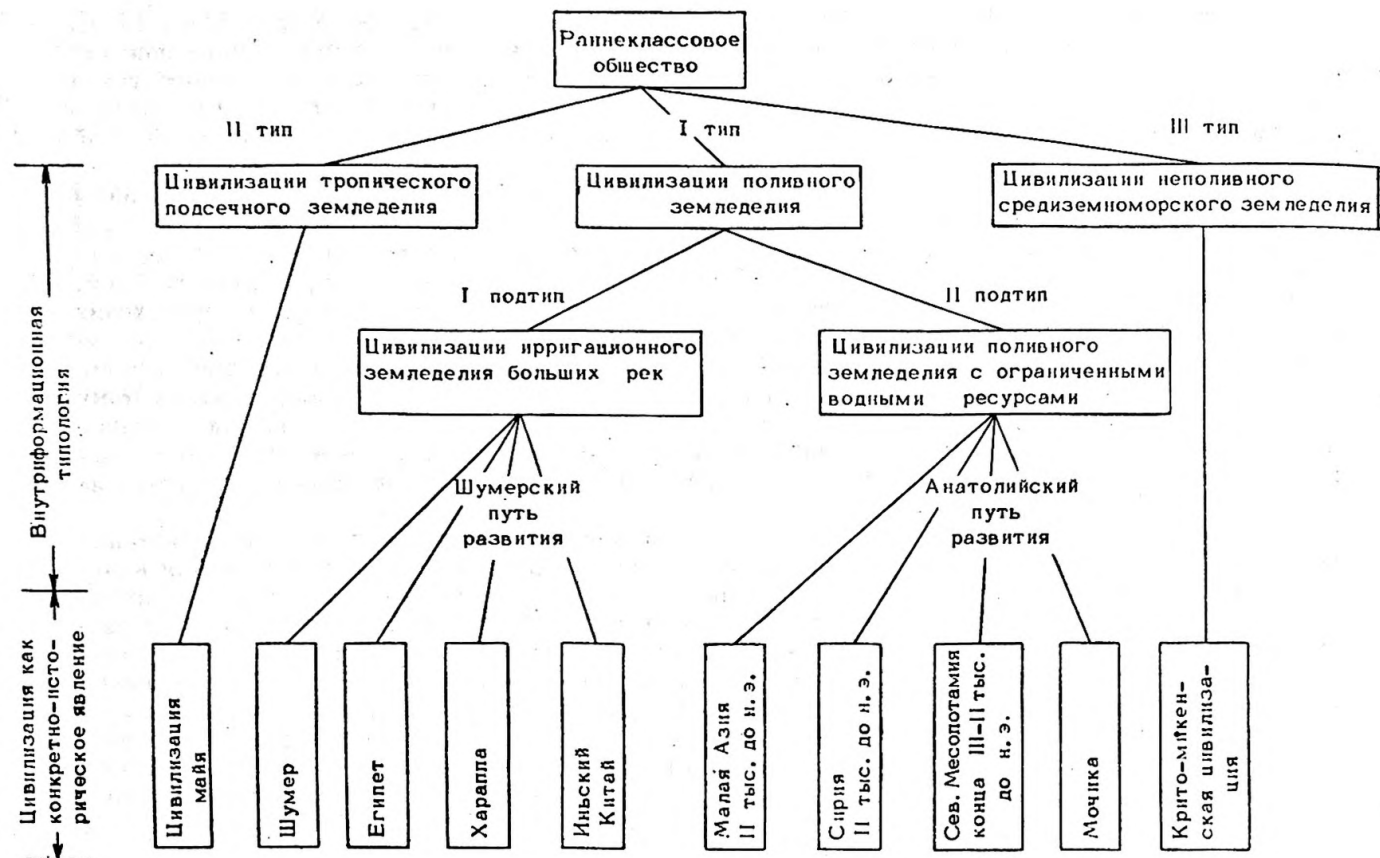 Раннеклассовое
общество
II тип
I тип
III тип
Цивилизации тропического
подсечного земледелия
Цивилизации поливного
земледелия
Цивилизации неполивного
средиземноморского земледелия
I подтип
II подтип
Цивилизации ирригационного
земледелия больших рек
Цивилизации поливного
земледелия с ограниченными
водными ресурсами
Шумерский
путь
развития
Анатолийский
путь
развития
Внутриформационная
типология
Цивилизация как
конкретно-исто-
рическое явление
Цивилизация
майя
Шумер
Египет
Хараппа
Иньский
Китай
Малая Азия
II тыс. до н. э.
Сирия
II тыс. до н. э.
Сев. Месопотамия
конца III-II тыс.
до н. э.
Мочика
Крито-микен-
ская цивилиза-
ция